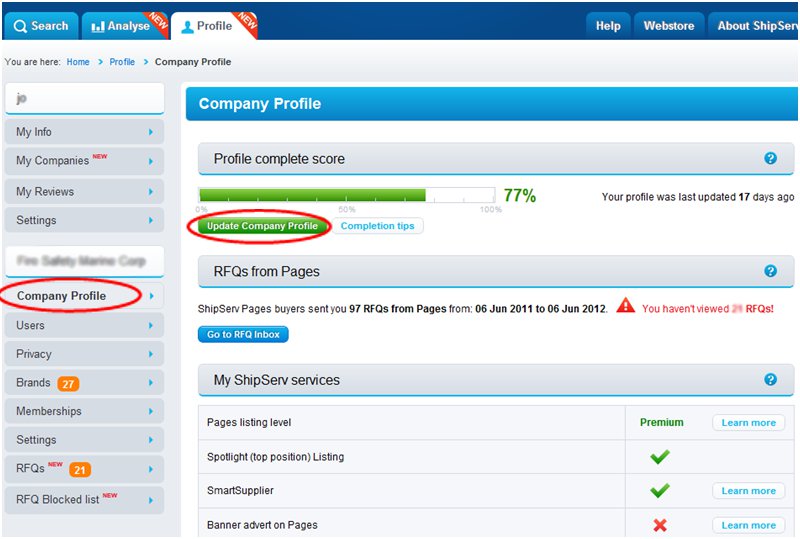 Search Analyse NEW Profile NEW Help Webstore About ShipServ
You are here: Home > Profile > Company Profile
My Info
My Companies NEW
My Reviews
Settings
Company Profile
Users
Privacy
Brands 27
Memberships
Settings
RFQs NEW 21
RFQ Blocked list NEW
Company Profile
Profile complete score ?
77%
0% 50% 100%
Your profile was last updated 17 days ago
Update Company Profile Completion tips
RFQs from Pages ?
ShipServ Pages buyers sent you 97 RFQs from Pages from: 06 Jun 2011 to 06 Jun 2012. You haven't viewed RFQs!
Go to RFQ Inbox
My ShipServ services ?
Pages listing level Premium Learn more
Spotlight (top position) Listing
SmartSupplier Learn more
Banner advert on Pages Learn more